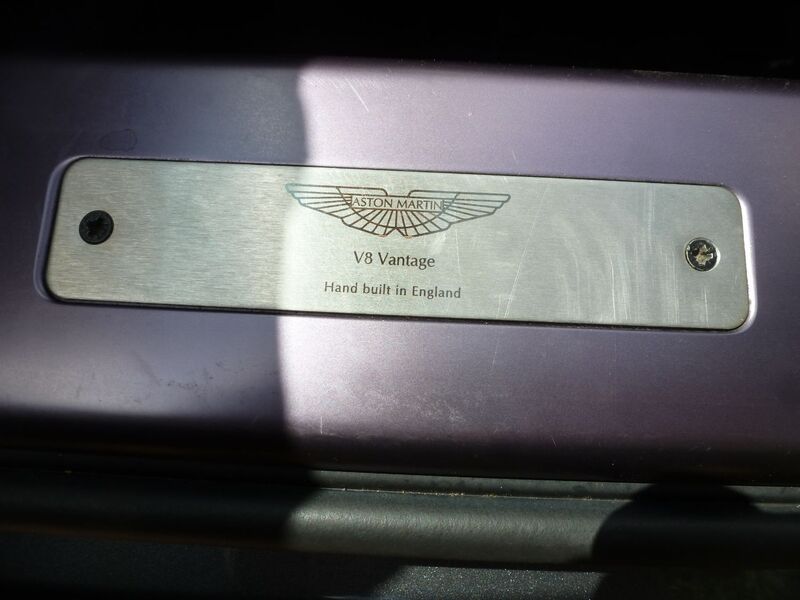 ASTON MARTIN
V8 Vantage
Hand built in England